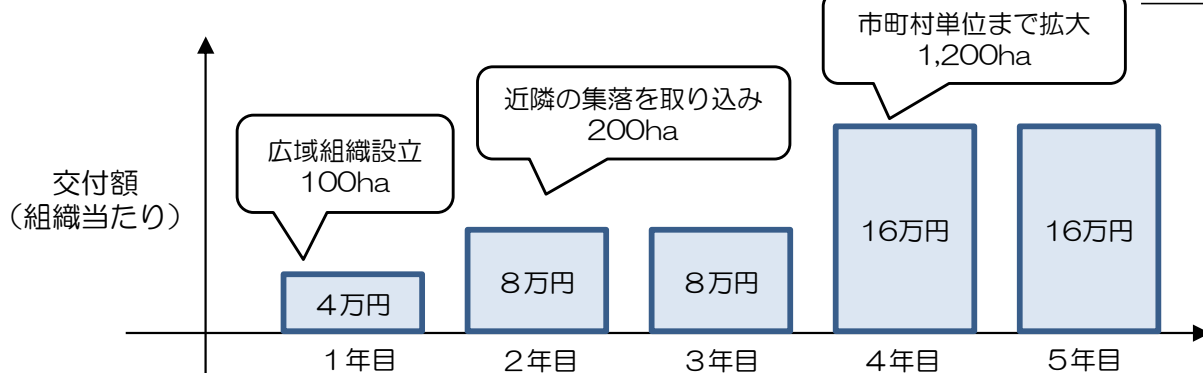 市町村単位まで拡大
1,200ha
近隣の集落を取り込み
200ha
広域組織設立
100ha
交付額
（組織当たり）
４万円
８万円
８万円
16万円
16万円
１年目
２年目
３年目
４年目
５年目